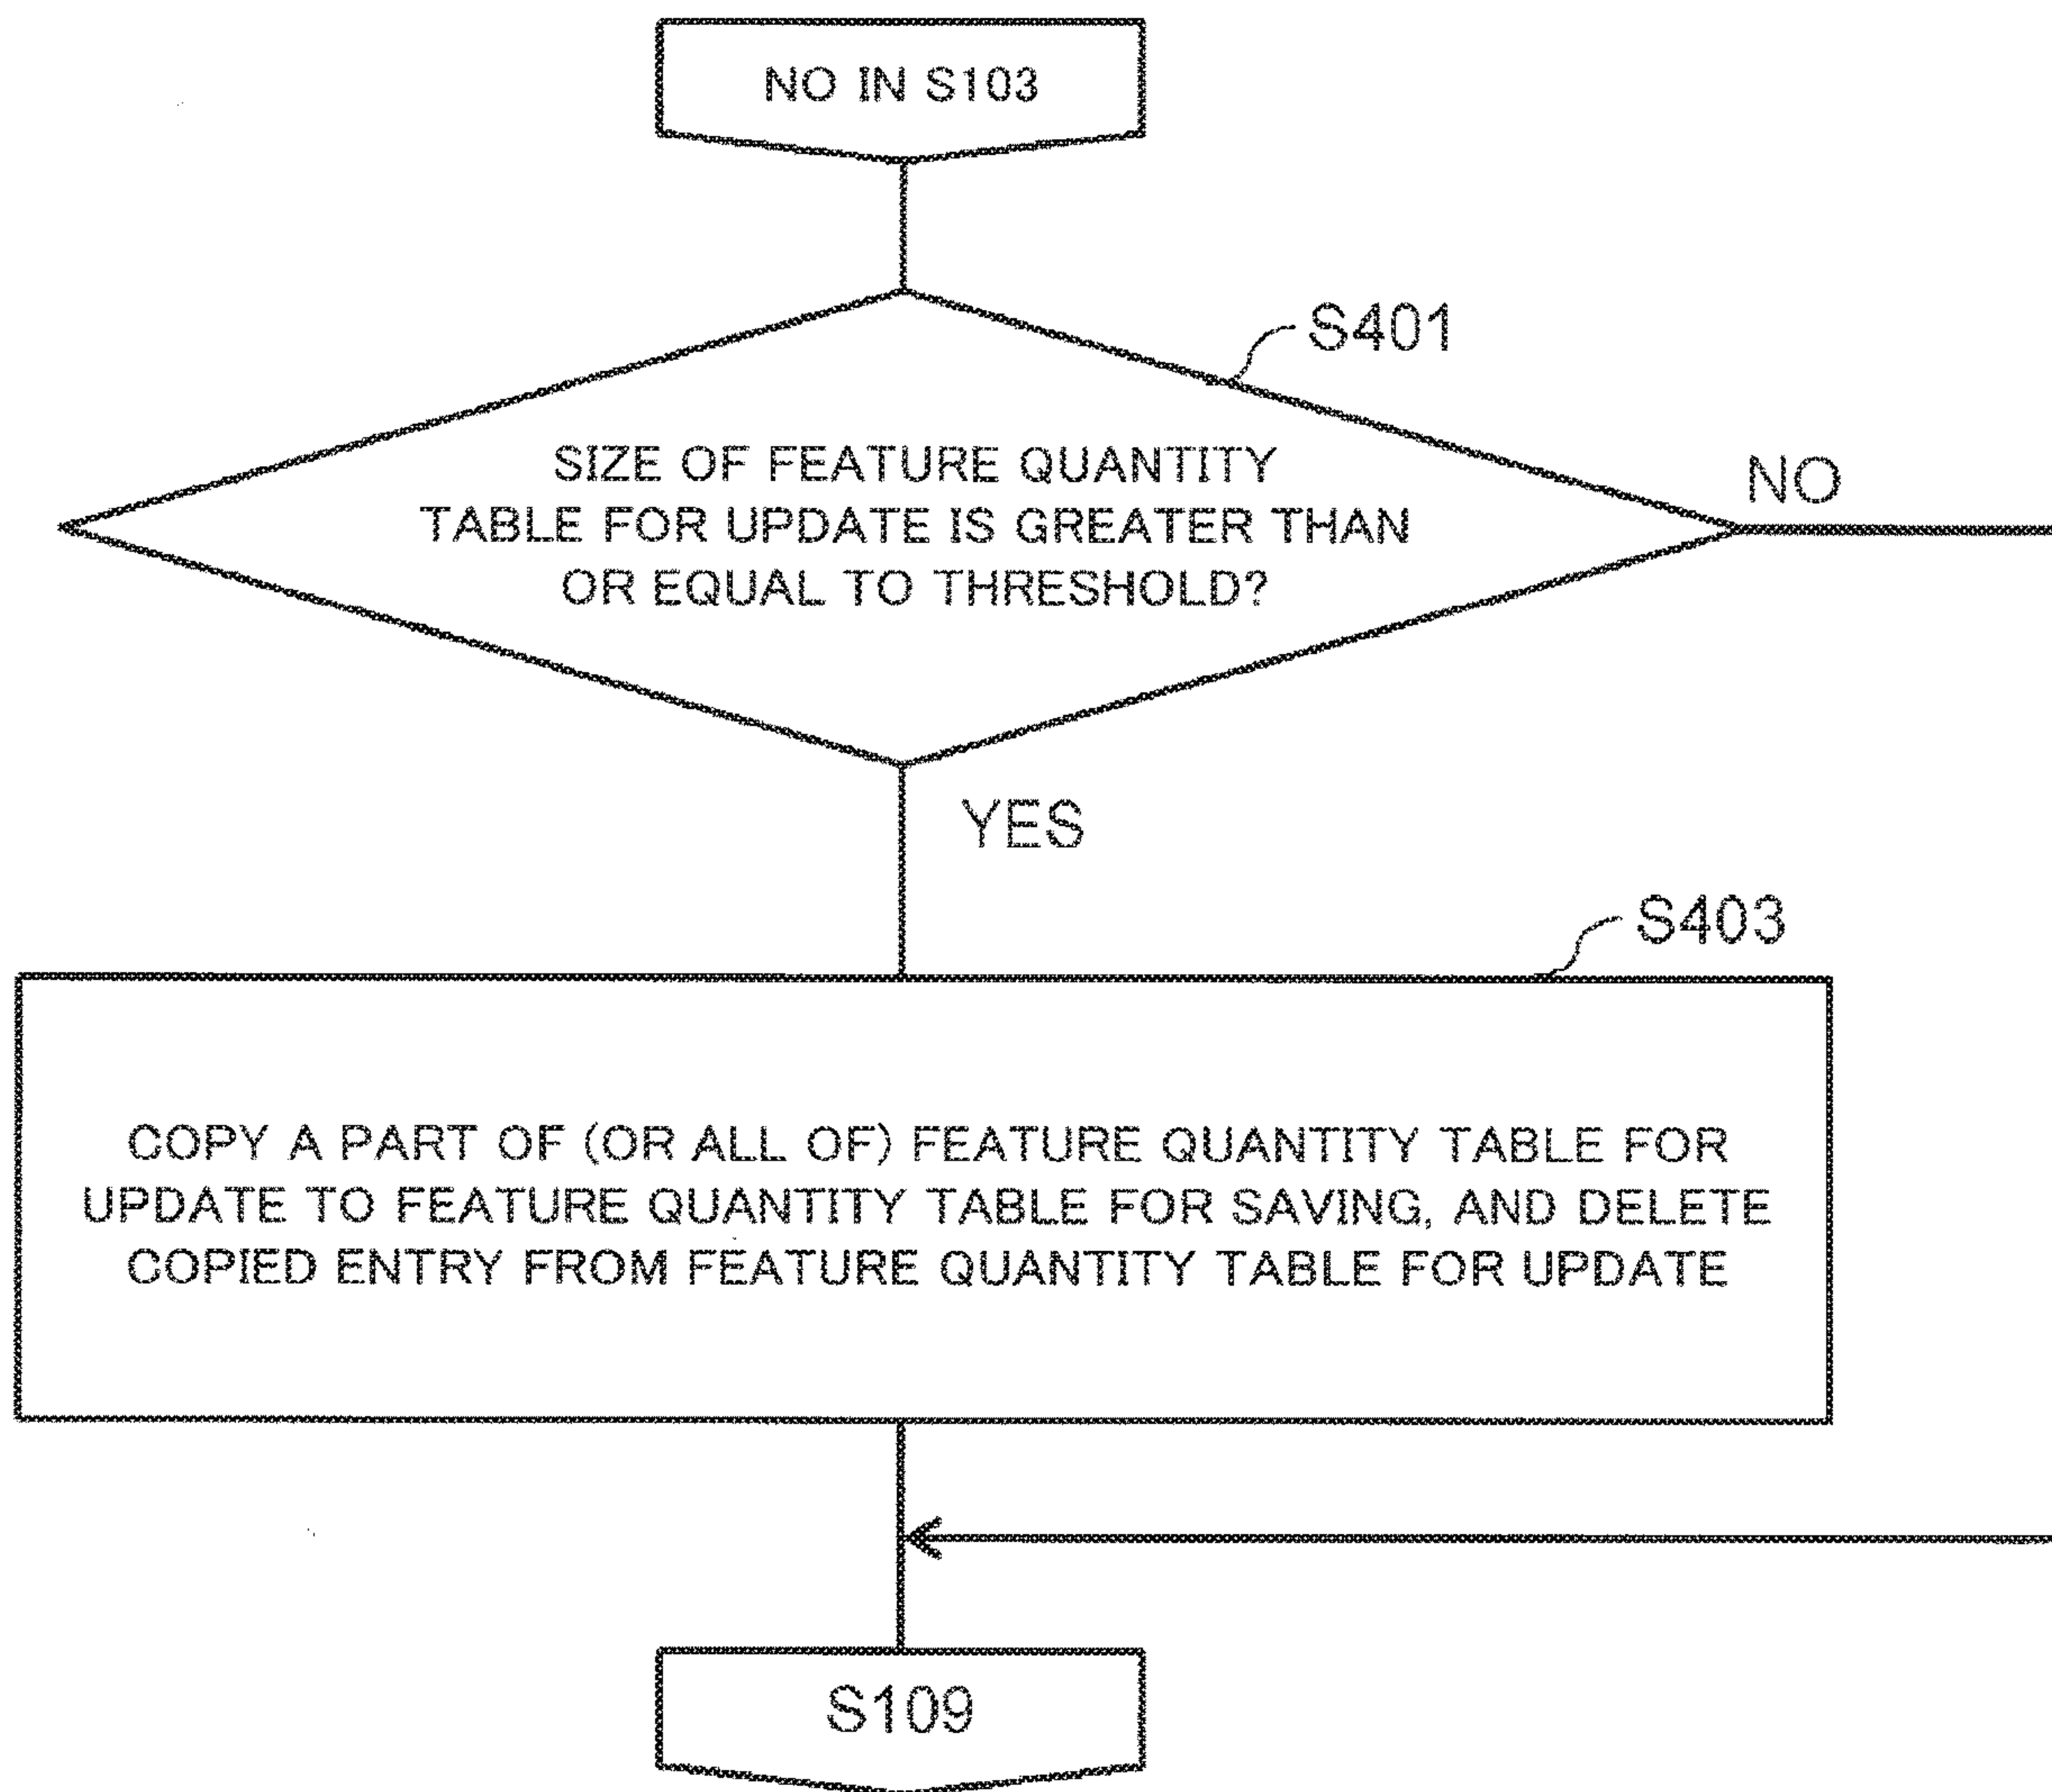 NO IN S103
S401
SIZE OF FEATURE QUANTITY
TABLE FOR UPDATE IS GREATER THAN
OR EQUAL TO THRESHOLD?
NO
YES
S403
COPY A PART OF (OR ALL OF) FEATURE QUANTITY TABLE FOR
UPDATE TO FEATURE QUANTITY TABLE FOR SAVING, AND DELETE
COPIED ENTRY FROM FEATURE QUANTITY TABLE FOR UPDATE
S109